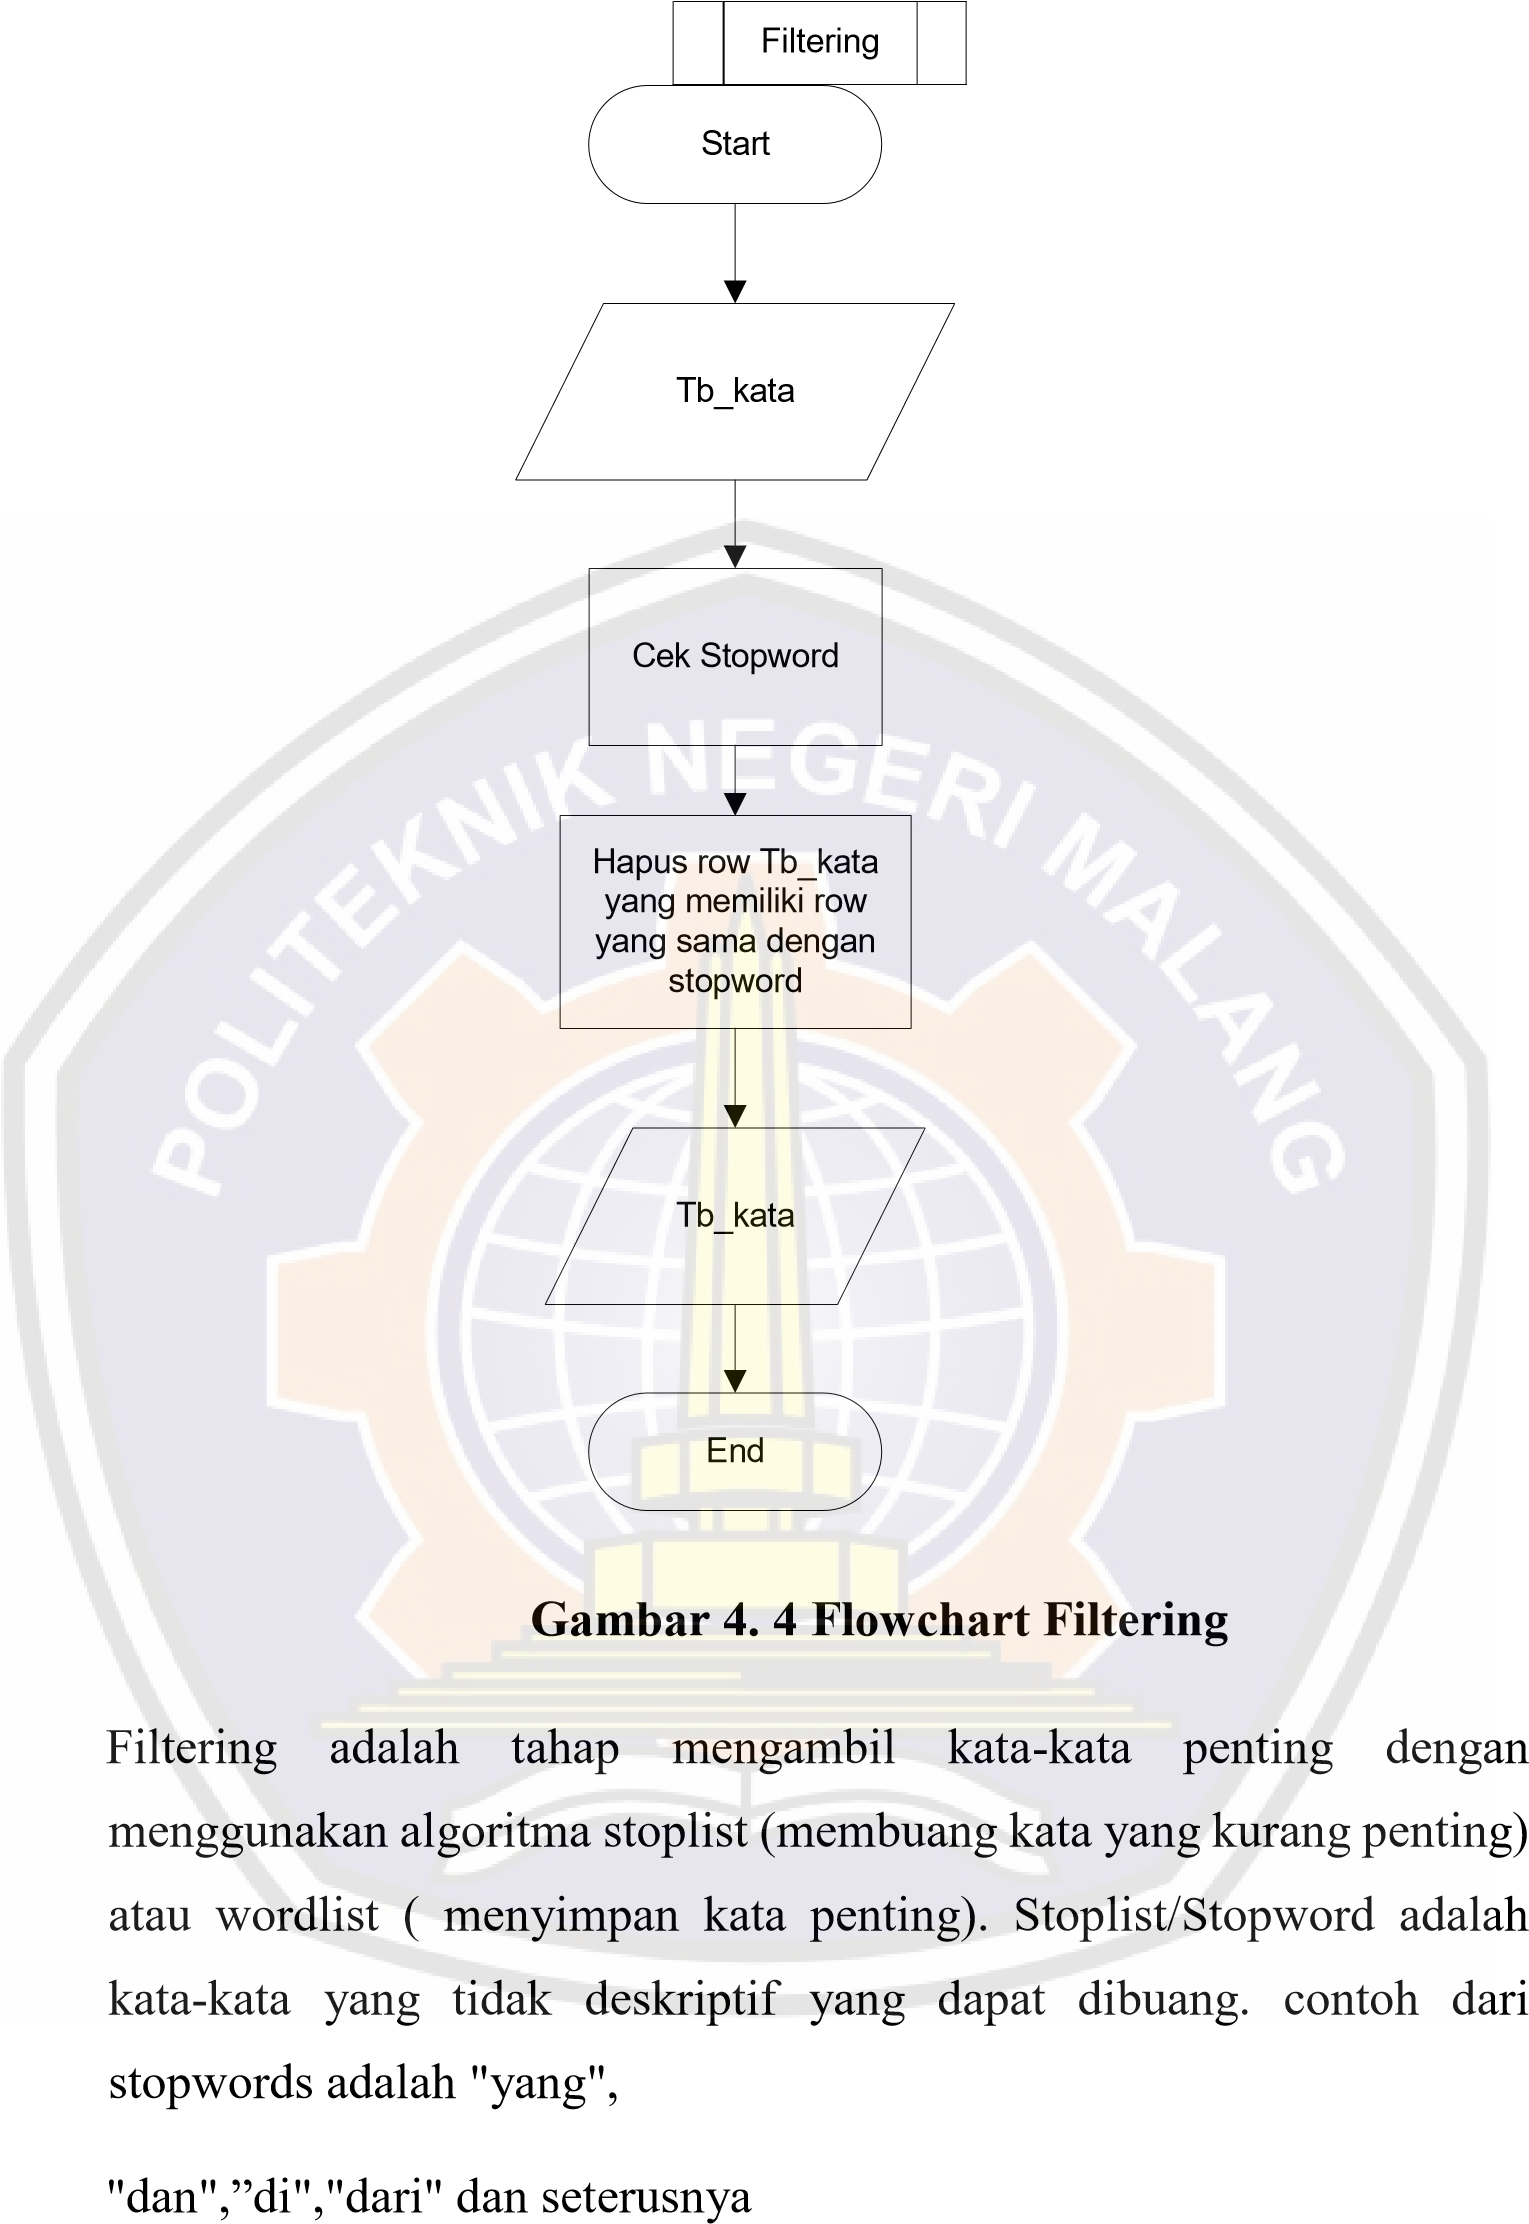 Filtering
Start
Tb_kata
Cek Stopword
POLITEKNIK NEGERI MALANG
Hapus row Tb_kata
yang memiliki row
yang sama dengan
stopword
Tb_kata
End
Gambar 4. 4 Flowchart Filtering
Filtering adalah tahap mengambil kata-kata penting dengan
menggunakan algoritma stoplist (membuang kata yang kurang penting)
atau wordlist ( menyimpan kata penting). Stoplist/Stopword adalah
kata-kata yang tidak deskriptif yang dapat dibuang. contoh dari
stopwords adalah "yang",
"dan",”di","dari" dan seterusnya